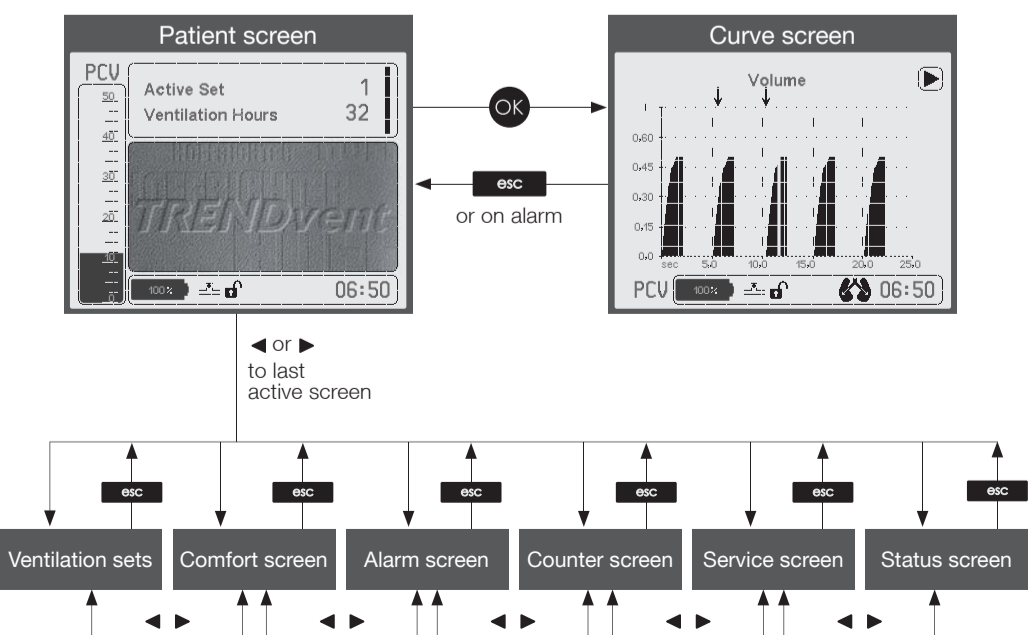 Patient screen
PCV
50
40
30
20
10
0
Active Set 1
Ventilation Hours 32
TRENDvent
100%
06:50
OK
esc
or on alarm
Curve screen
Volume
1
0,60
0,45
0,30
0,15
0,0
sec 5,0 10,0 15,0 20,0 25,0
PCV 100% 06:50
◀ or ▶
to last
active screen
esc esc esc esc esc esc
Ventilation sets Comfort screen Alarm screen Counter screen Service screen Status screen